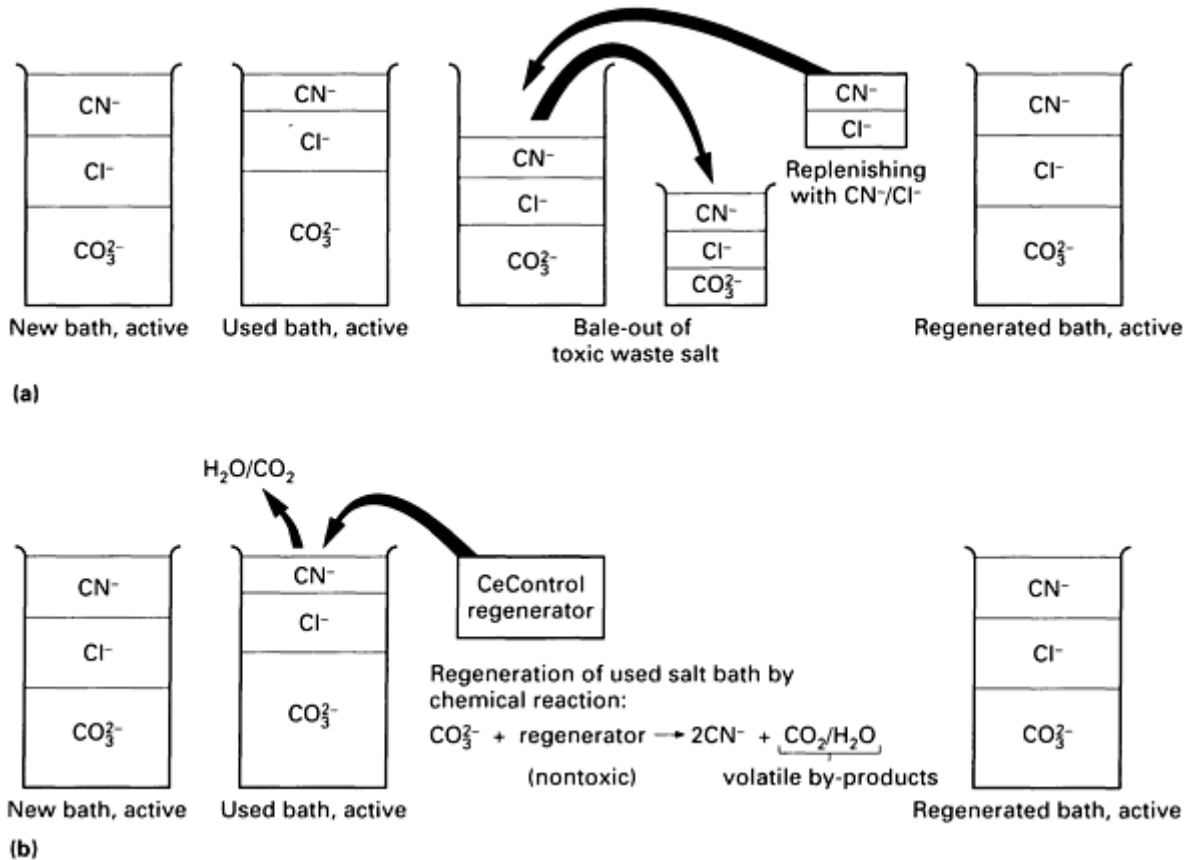 CN⁻
Cl⁻
CO₃²⁻
New bath, active
CN⁻
Cl⁻
CO₃²⁻
Used bath, active
CN⁻
Cl⁻
CO₃²⁻
CN⁻
Cl⁻
CO₃²⁻
Bale-out of
toxic waste salt
CN⁻
Cl⁻
Replenishing
with CN⁻/Cl⁻
CN⁻
Cl⁻
CO₃²⁻
Regenerated bath, active
(a)
H₂O/CO₂
CN⁻
Cl⁻
CO₃²⁻
New bath, active
CN⁻
Cl⁻
CO₃²⁻
Used bath, active
CeControl
regenerator
Regeneration of used salt bath by
chemical reaction:
CO₃²⁻ + regenerator → 2CN⁻ + CO₂/H₂O
(nontoxic) volatile by-products
CN⁻
Cl⁻
CO₃²⁻
Regenerated bath, active
(b)